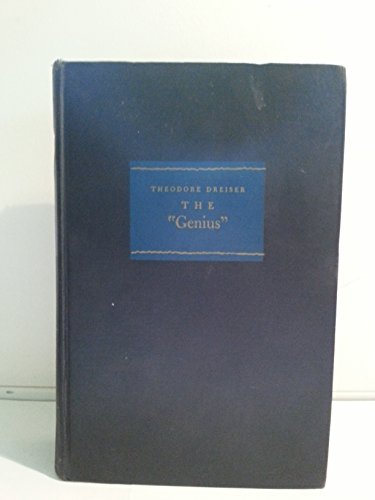 THEODORE DREISER
THE
"Genius"